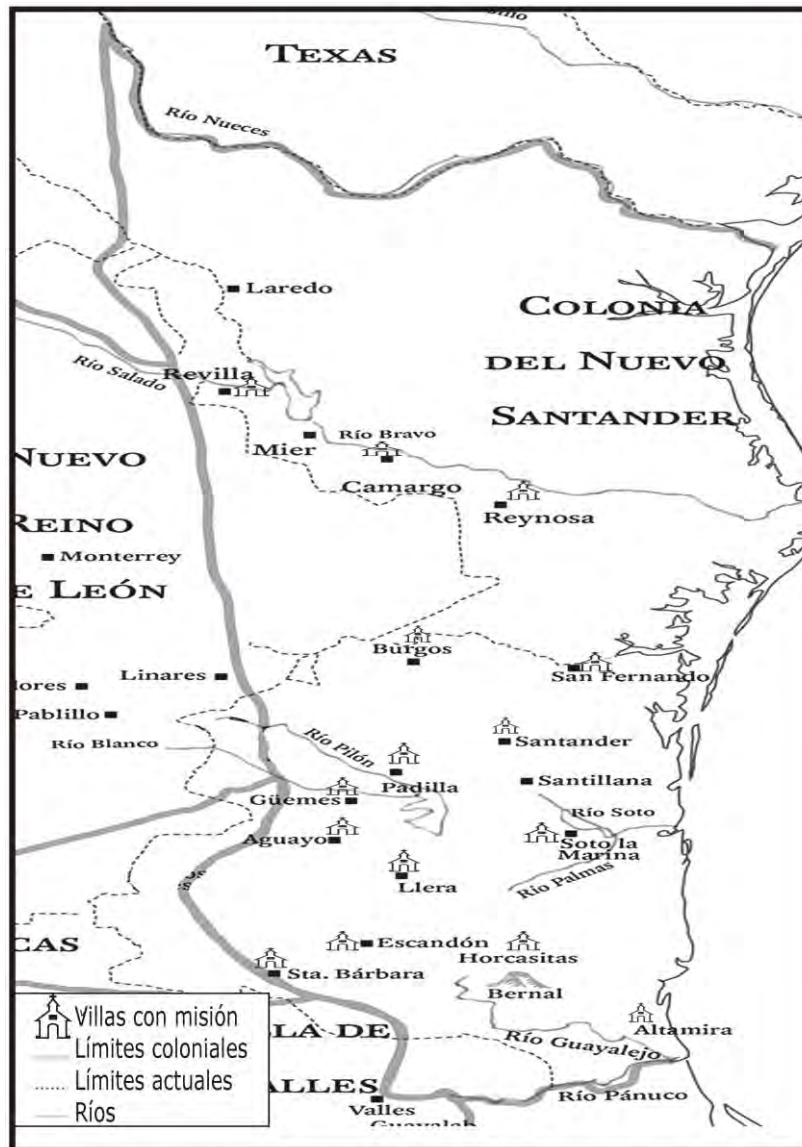 TEXAS
Río Nueces
Laredo
COLONIA
DEL NUEVO
SANTANDER
Río Salado
Revilla
Mier
Río Bravo
Camargo
Reynosa
NUEVO
REINO
E LEÓN
Monterrey
Burgos
San Fernando
Linares
lores
Pablillo
Río Blanco
Río Pilón
Padilla
Santander
Santillana
Güemes
Río Soto
Aguayo
Soto la
Marina
Llera
Río Palmas
CAS
Escandón
Horcasitas
Sta. Bárbara
Bernal
Altamira
Río Guayalejo
LLA DE
ALLES
Río Pánuco
Valles
Villas con misión
Límites coloniales
Límites actuales
Ríos